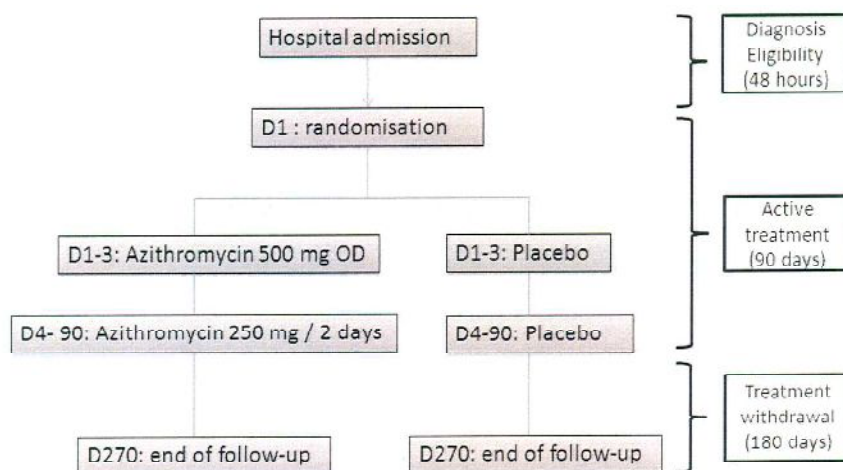 Hospital admission
Diagnosis
Eligibility
(48 hours)
D1 : randomisation
D1-3: Azithromycin 500 mg OD
D1-3: Placebo
Active
treatment
(90 days)
D4- 90: Azithromycin 250 mg / 2 days
D4-90: Placebo
Treatment
withdrawal
(180 days)
D270: end of follow-up
D270: end of follow-up